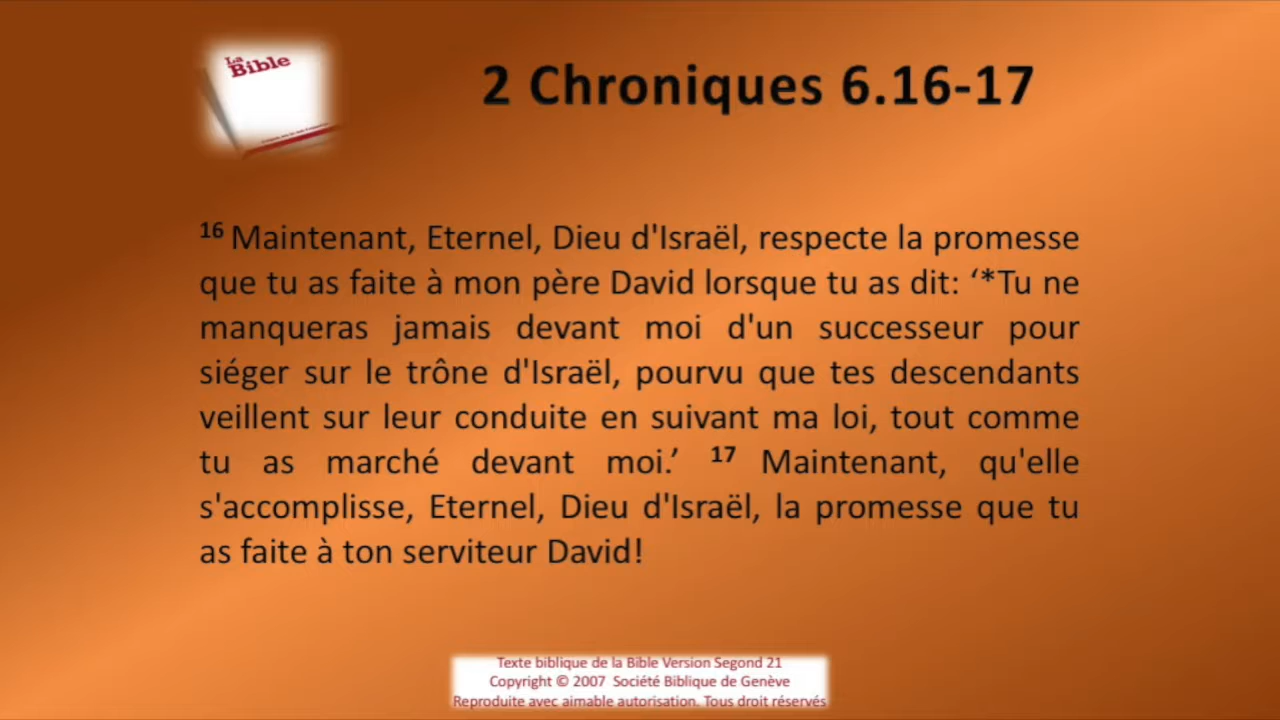 La
Bible
2 Chroniques 6.16-17
16 Maintenant, Eternel, Dieu d'Israël, respecte la promesse
que tu as faite à mon père David lorsque tu as dit: ‘*Tu ne
manqueras jamais devant moi d'un successeur pour
siéger sur le trône d'Israël, pourvu que tes descendants
veillent sur leur conduite en suivant ma loi, tout comme
tu as marché devant moi.’ 17 Maintenant, qu'elle
s'accomplisse, Eternel, Dieu d'Israël, la promesse que tu
as faite à ton serviteur David!
Texte biblique de la Bible Version Segond 21
Copyright © 2007 Société Biblique de Genève
Reproduite avec aimable autorisation. Tous droit réservés